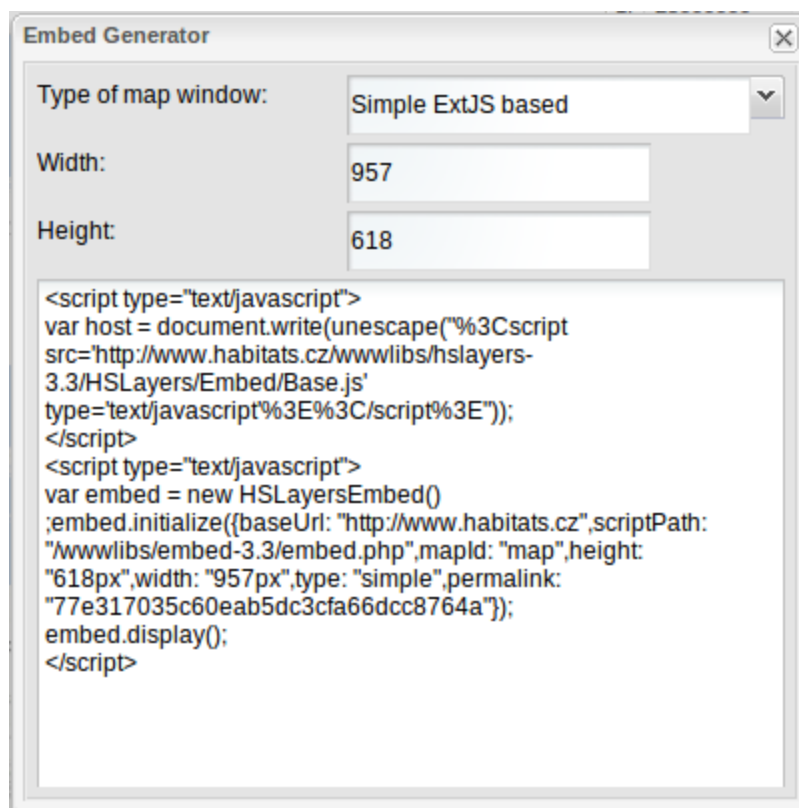 Embed Generator
Type of map window:
Simple ExtJS based
Width:
957
Height:
618
<script type="text/javascript">
var host = document.write(unescape("%3Cscript
src='http://www.habitats.cz/wwwlibs/hslayers-
3.3/HSLayers/Embed/Base.js'
type='text/javascript'%3E%3C/script%3E"));
</script>
<script type="text/javascript">
var embed = new HSLayersEmbed()
;embed.initialize({baseUrl: "http://www.habitats.cz",scriptPath:
"/wwwlibs/embed-3.3/embed.php",mapId: "map",height:
"618px",width: "957px",type: "simple",permalink:
"77e317035c60eab5dc3cfa66dcc8764a"});
embed.display();
</script>